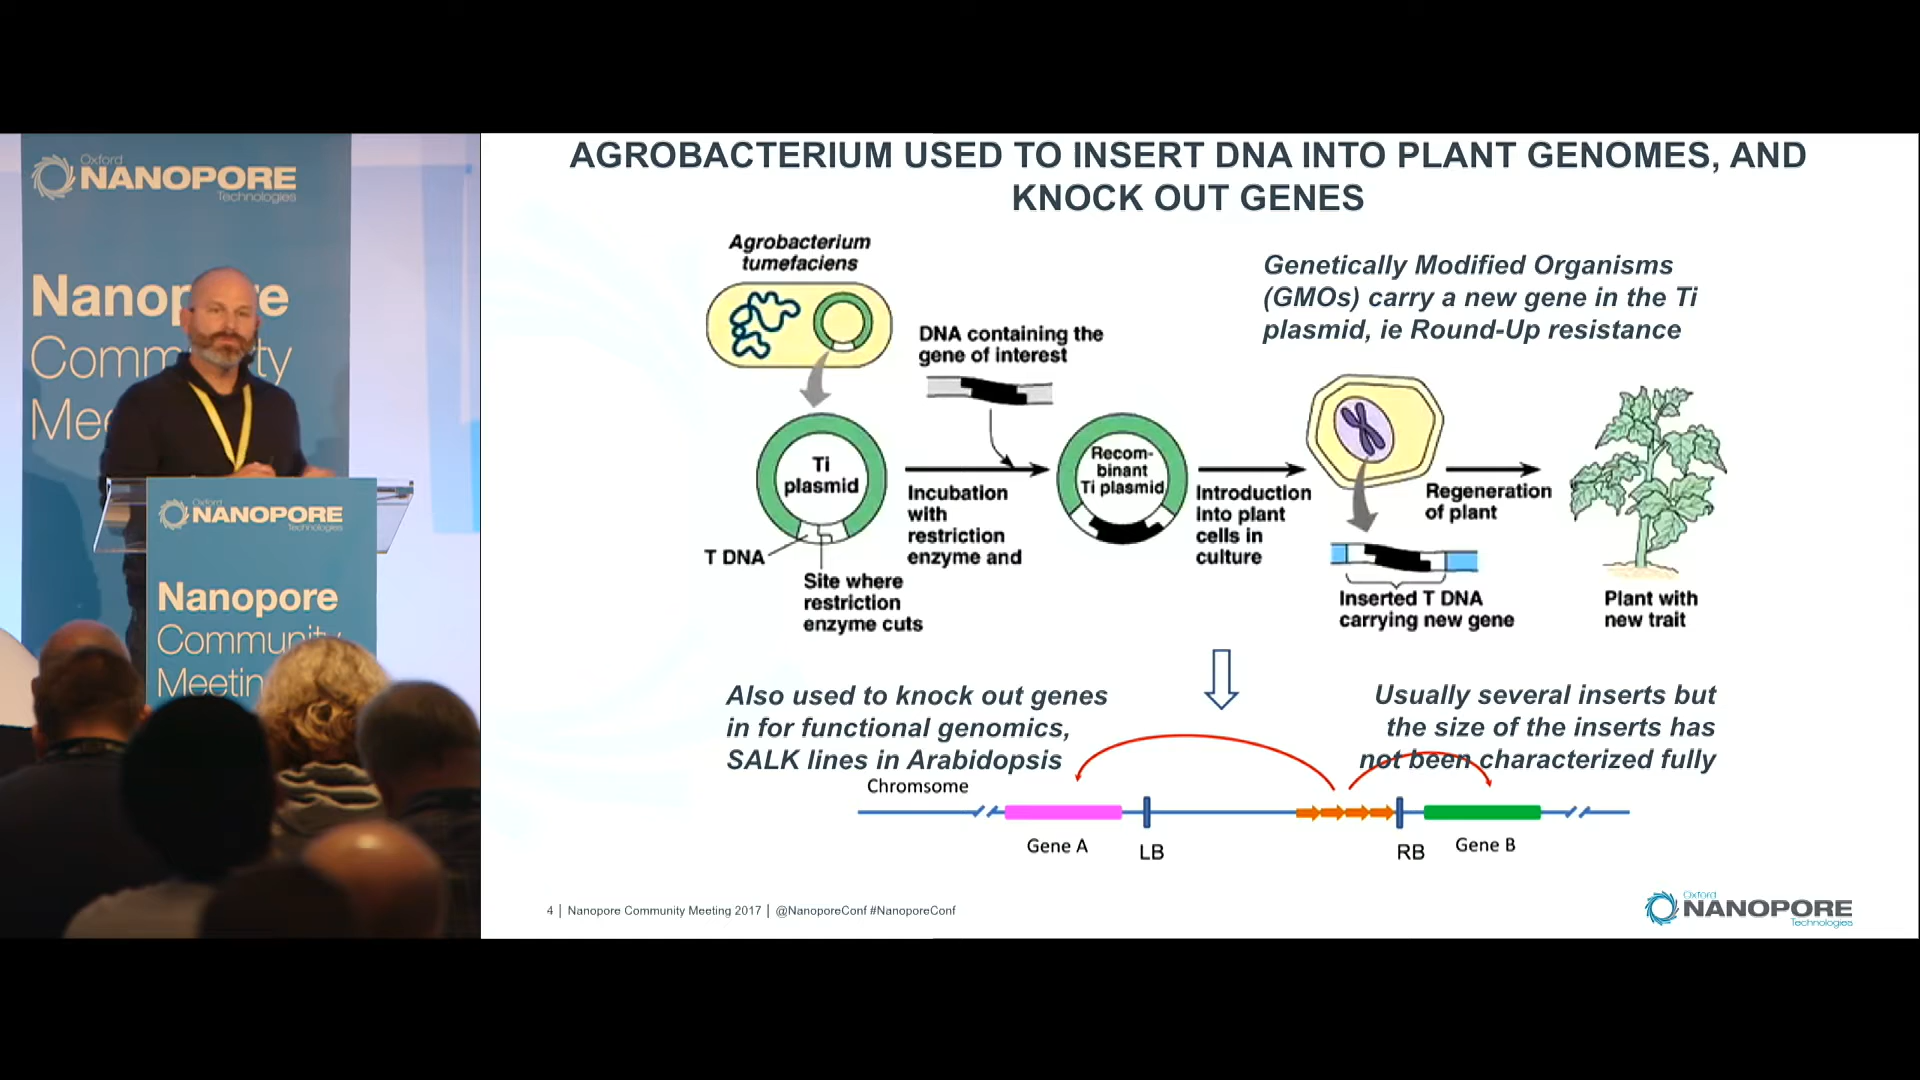 Oxford
NANOPORE
Technologies
Nanopore
Community
Mee
Oxford
NANOPORE
Technologies
Nanopore
Community
Meetin
AGROBACTERIUM USED TO INSERT DNA INTO PLANT GENOMES, AND
KNOCK OUT GENES
Agrobacterium
tumefaciens
DNA containing the
gene of interest
Genetically Modified Organisms
(GMOs) carry a new gene in the Ti
plasmid, ie Round-Up resistance
Ti
plasmid
T DNA
Site where
restriction
enzyme cuts
Incubation
with
restriction
enzyme and
Recom-
binant
Ti plasmid
Introduction
Into plant
cells in
culture
Inserted T DNA
carrying new gene
Regeneration
of plant
Plant with
new trait
Also used to knock out genes
in for functional genomics,
SALK lines in Arabidopsis
Usually several inserts but
the size of the inserts has
not been characterized fully
Chromsome
Gene A
LB
RB
Gene B
4 | Nanopore Community Meeting 2017 | @NanoporeConf #NanoporeConf
Oxford
NANOPORE
Technologies